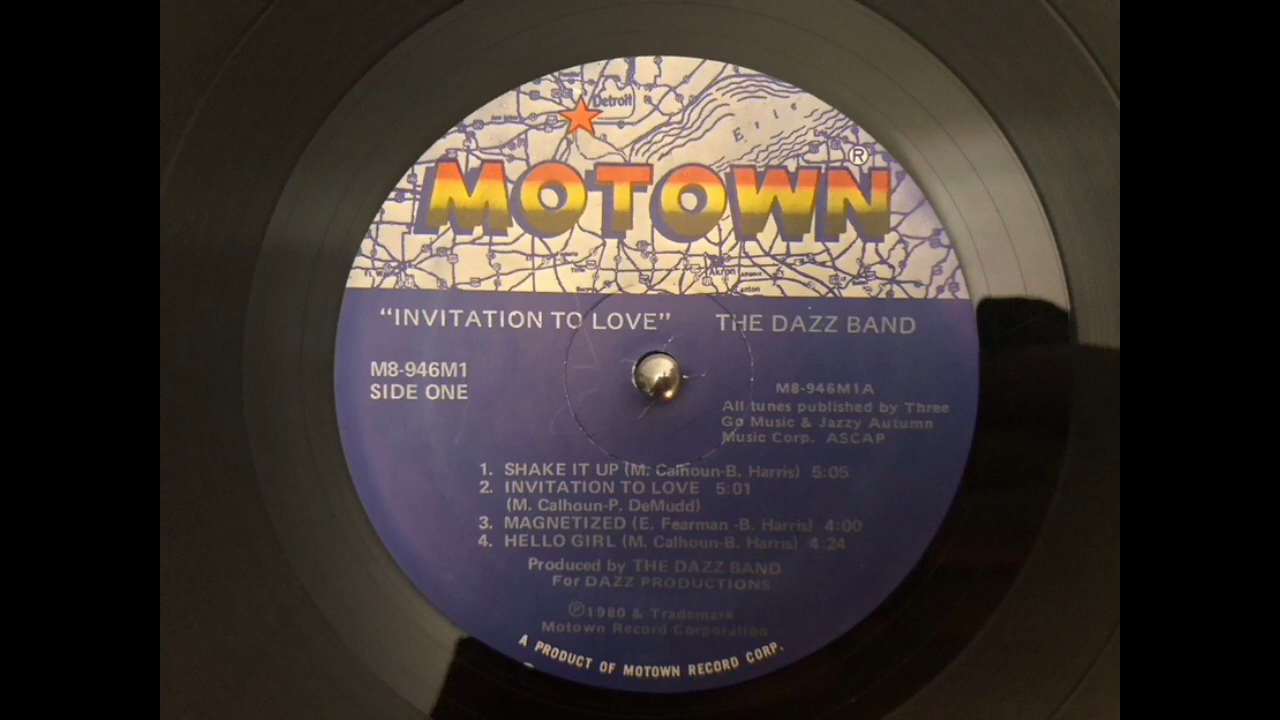 Detroit
Erie
MOTOWN®
Akron
"INVITATION TO LOVE" THE DAZZ BAND
M8-946M1
SIDE ONE
M8-946M1A
All tunes published by Three
Go Music & Jazzy Autumn
Music Corp. ASCAP
1. SHAKE IT UP (M. Calhoun-B. Harris) 5:05
2. INVITATION TO LOVE 5:01
(M. Calhoun-P. DeMudd)
3. MAGNETIZED (E. Fearman -B. Harris) 4:00
4. HELLO GIRL (M. Calhoun-B. Harris) 4:24
Produced by THE DAZZ BAND
For DAZZ PRODUCTIONS
℗1980 & Trademark
Motown Record Corporation
A PRODUCT OF MOTOWN RECORD CORP.